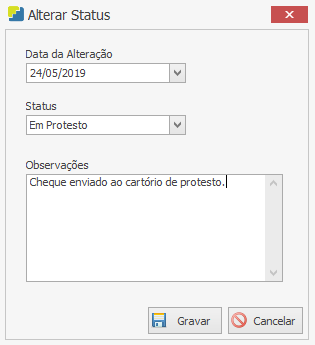 Alterar Status
Data da Alteração
24/05/2019
Status
Em Protesto
Observações
Cheque enviado ao cartório de protesto.
Gravar
Cancelar